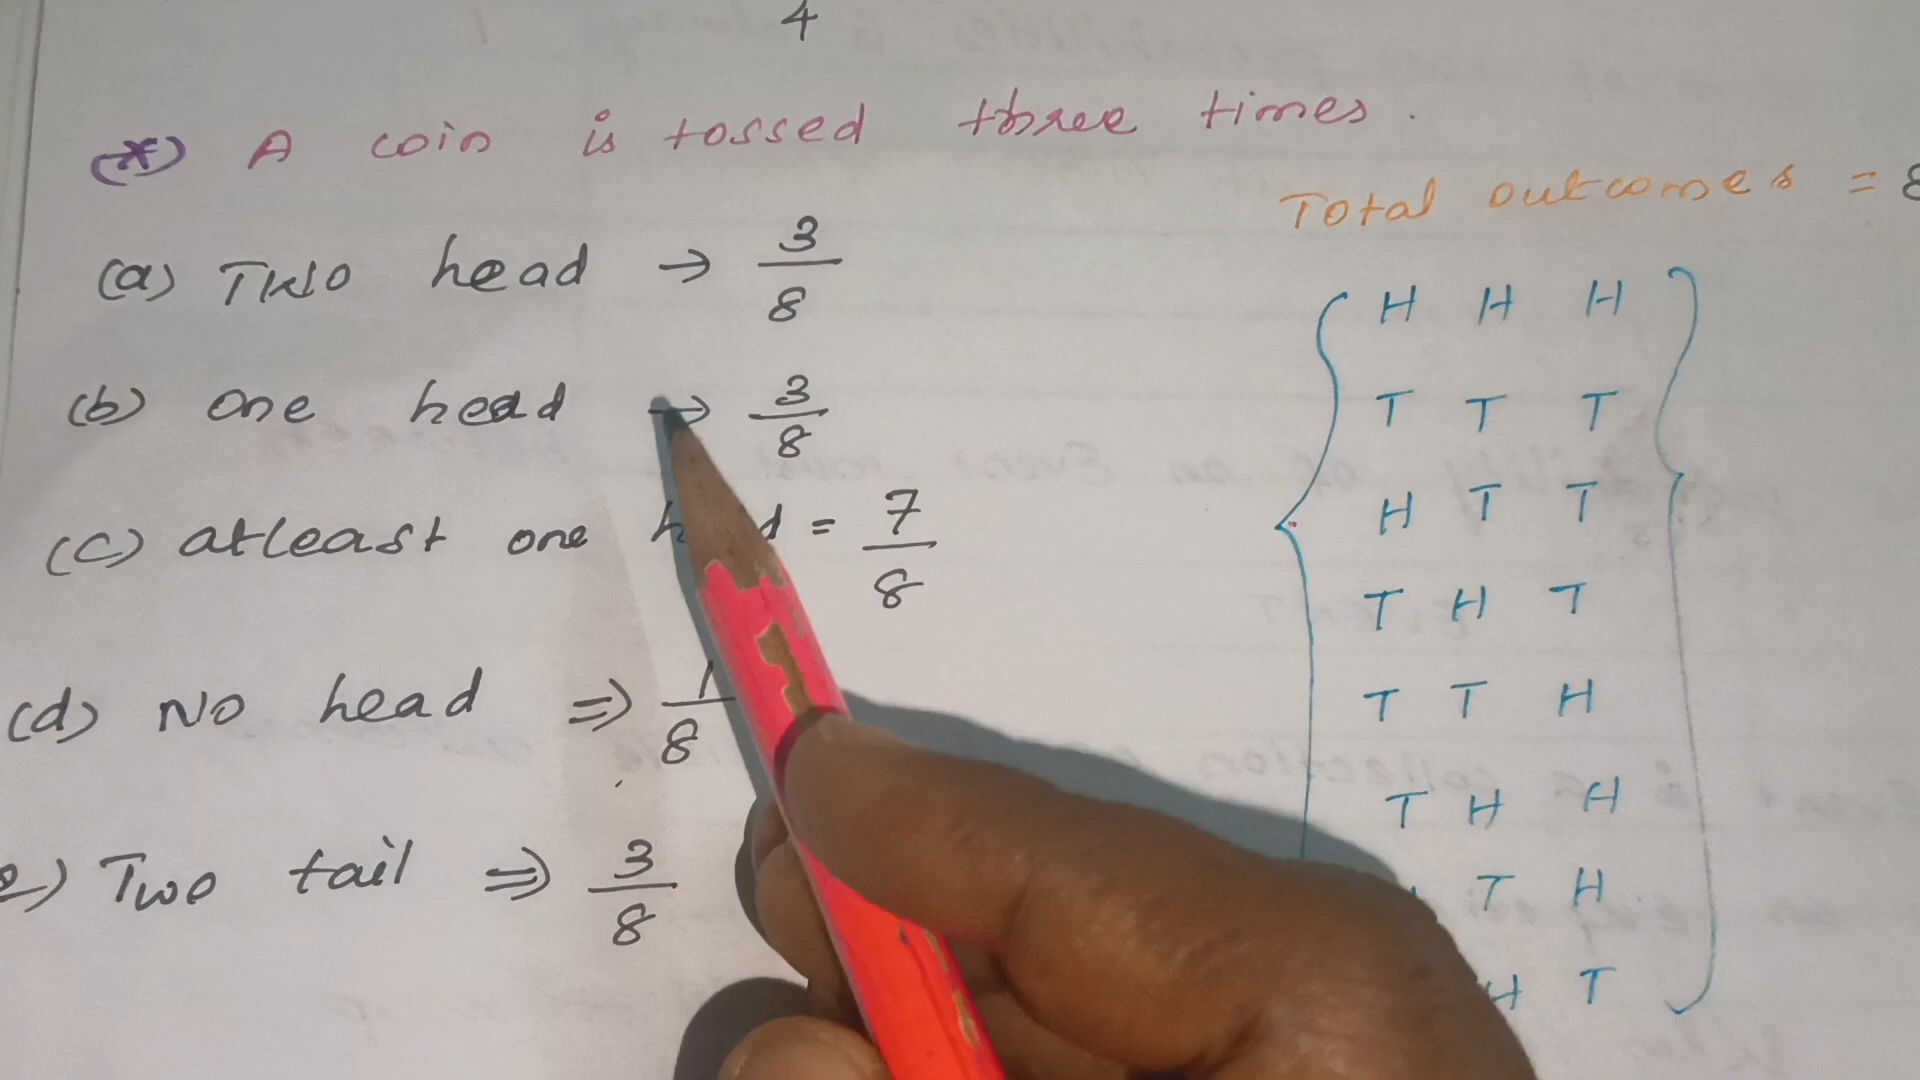 4
(*) A coin is tossed three times.
Total outcomes = 8
(a) Two head → 3/8
(b) one head → 3/8
(c) atleast one head = 7/8
(d) No head ⇒ 1/8
e) Two tail ⇒ 3/8
H H H
T T T
H T T
T H T
T T H
T H H
T H
H T